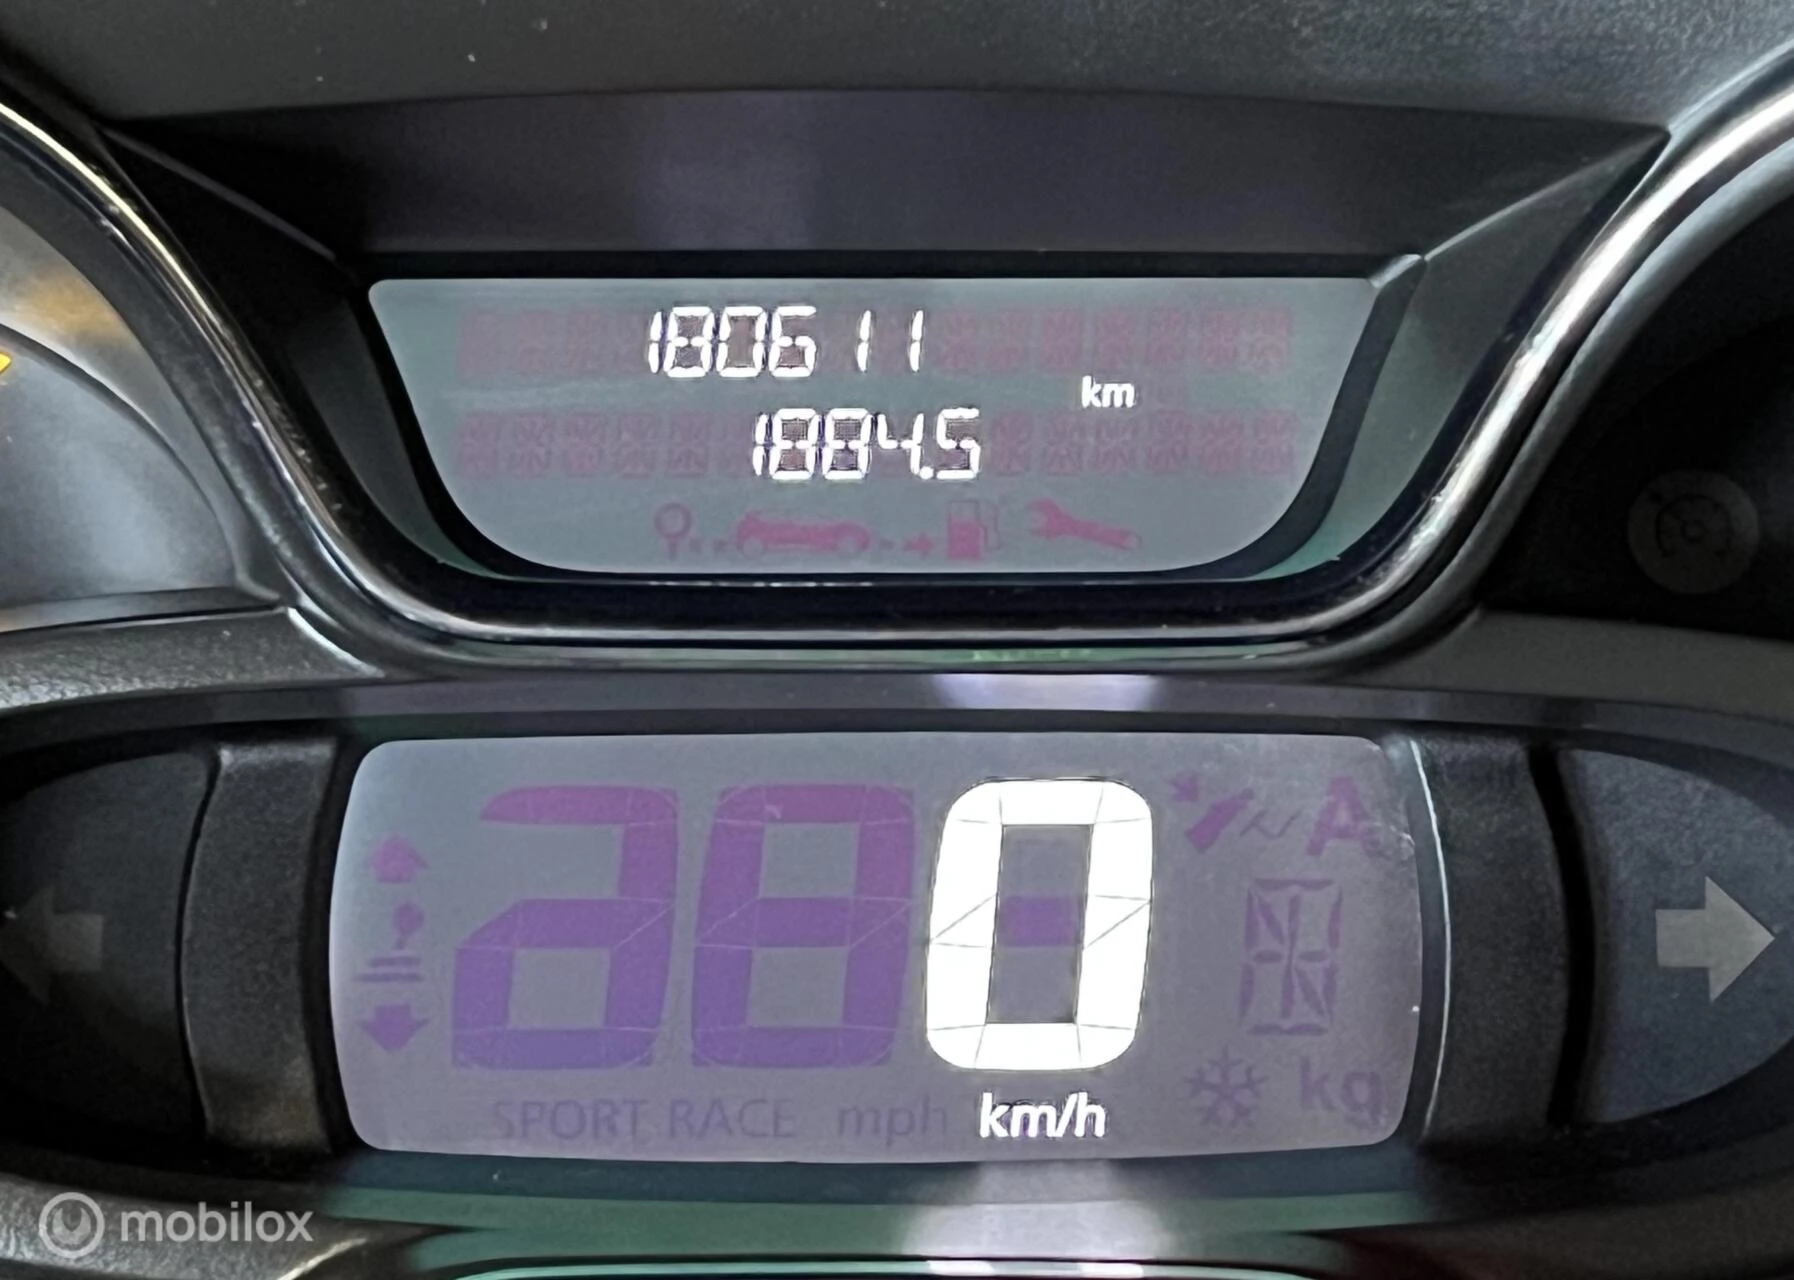 180611
km
1884.5
0
A
SPORT RACE mph km/h
kg
mobilox